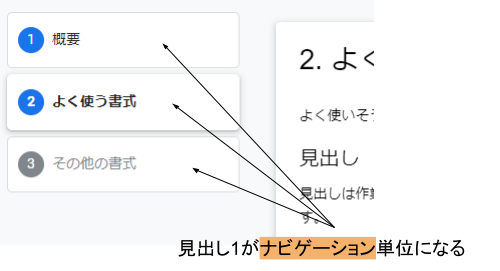 1 概要
2 よく使う書式
3 その他の書式
2. よく
よく使いそう
見出し
見出しは作
す。
見出し1がナビゲーション単位になる